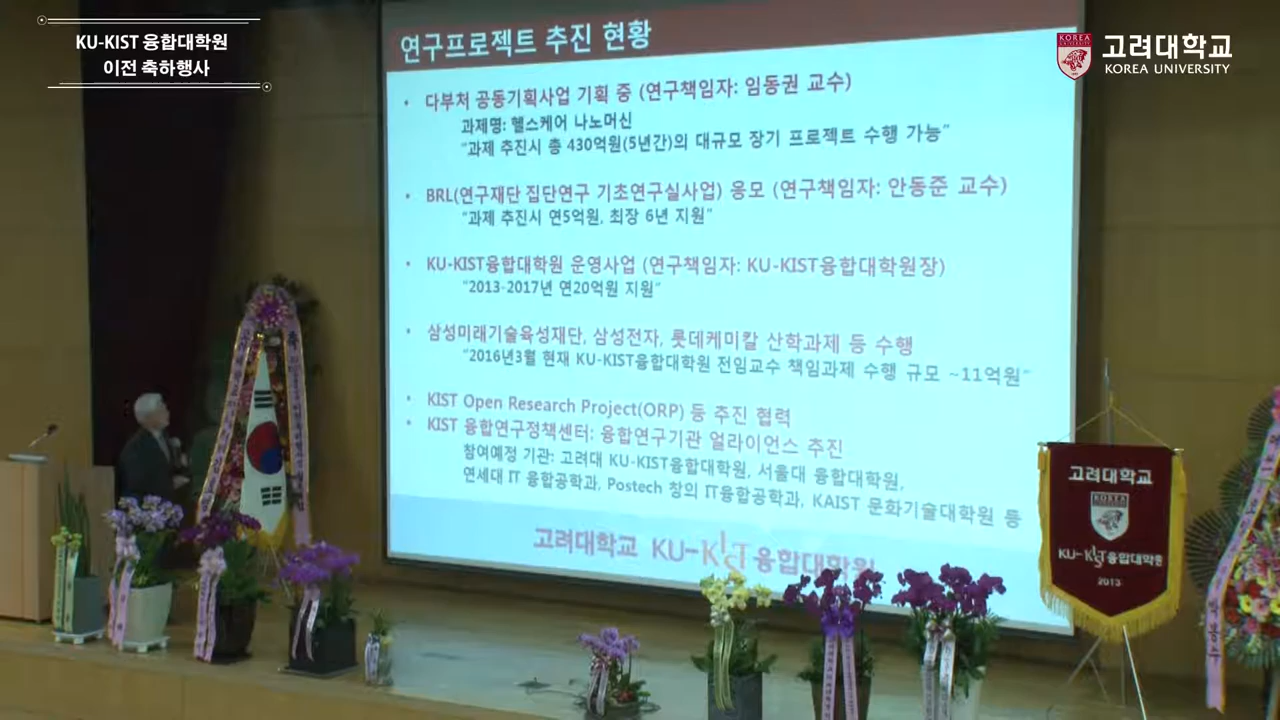 KU-KIST 융합대학원
이전 축하행사
KOREA
고려대학교
KOREA UNIVERSITY
연구프로젝트 추진 현황
• 다부처 공동기획사업 기획 중 (연구책임자: 임동권 교수)
과제명: 헬스케어 나노머신
"과제 추진시 총 430억원(5년간)의 대규모 장기 프로젝트 수행 가능"
• BRL(연구재단 집단연구 기초연구실사업) 응모 (연구책임자: 안동준 교수)
"과제 추진시 연5억원, 최장 6년 지원"
• KU-KIST융합대학원 운영사업 (연구책임자: KU-KIST융합대학원장)
"2013-2017년 연20억원 지원"
• 삼성미래기술육성재단, 삼성전자, 롯데케미칼 산학과제 등 수행
"2016년3월 현재 KU-KIST융합대학원 전임교수 책임과제 수행 규모 ~11억원"
• KIST Open Research Project(ORP) 등 추진 협력
• KIST 융합연구정책센터: 융합연구기관 얼라이언스 추진
참여예정 기관: 고려대 KU-KIST융합대학원, 서울대 융합대학원,
연세대 IT 융합공학과, Postech 창의 IT융합공학과, KAIST 문화기술대학원 등
고려대학교 KU-KIST융합대학원
고려대학교
KOREA
KU-KIST융합대학원
2013